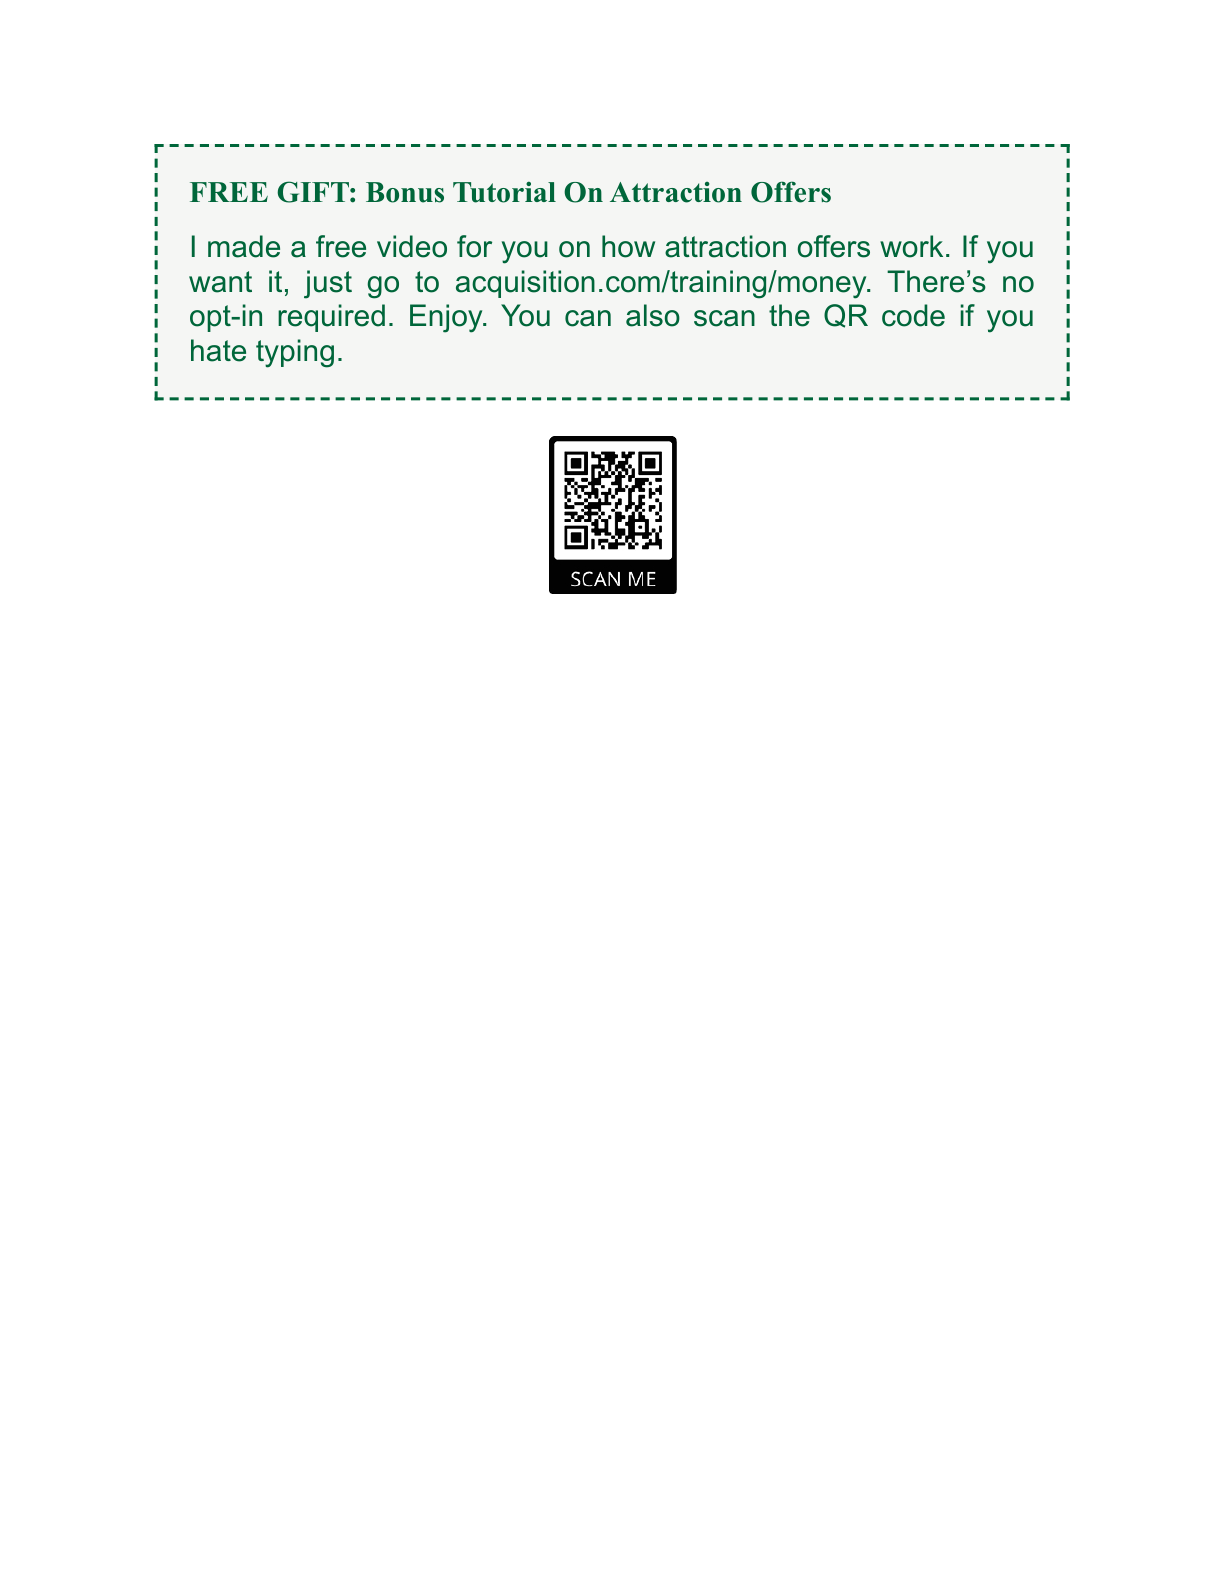 FREE GIFT: Bonus Tutorial On Attraction Offers
I made a free video for you on how attraction offers work. If you
want it, just go to acquisition.com/training/money. There’s no
opt-in required. Enjoy. You can also scan the QR code if you
hate typing.
SCAN ME